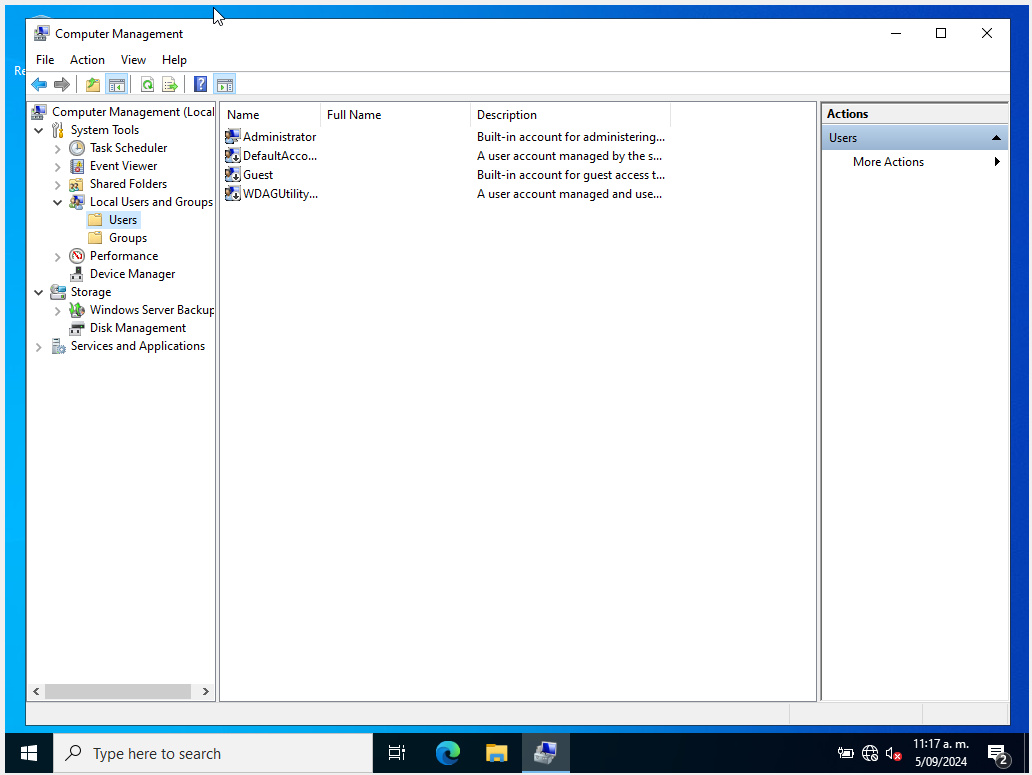 Computer Management
Re
File Action View Help
Computer Management (Local
System Tools
Task Scheduler
Event Viewer
Shared Folders
Local Users and Groups
Users
Groups
Performance
Device Manager
Storage
Windows Server Backup
Disk Management
Services and Applications
Name Full Name Description
Administrator Built-in account for administering...
DefaultAcco... A user account managed by the s...
Guest Built-in account for guest access t...
WDAGUtility... A user account managed and use...
Actions
Users
More Actions
Type here to search
11:17 a. m.
5/09/2024
2